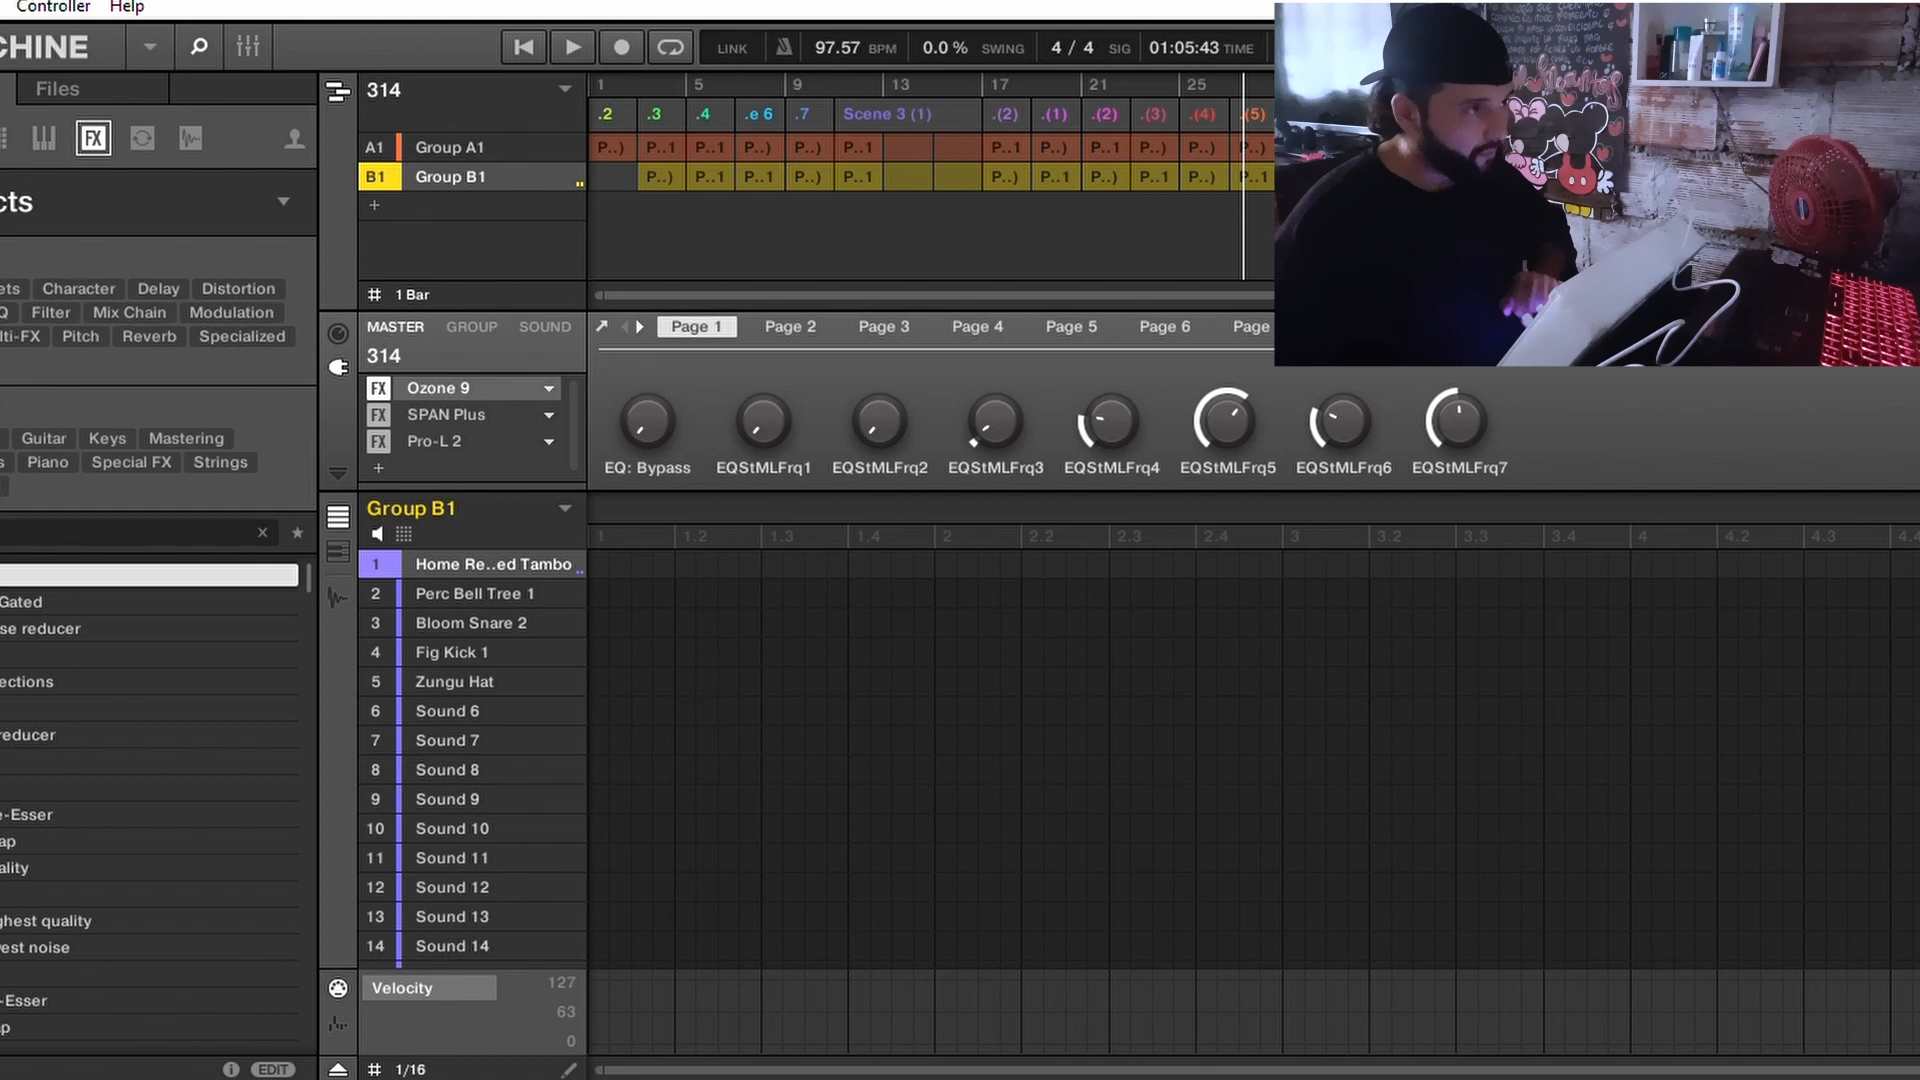 Controller Help
CHINE
LINK 97.57 BPM 0.0 % SWING 4 / 4 SIG 01:05:43 TIME
Files
314
1 5 9 13 17 21 25
.2 .3 .4 .e 6 .7 Scene 3 (1) .(2) .(1) .(2) .(3) .(4) .(5)
A1 Group A1 P..) P..1 P..1 P..) P..) P..1 P..1 P..) P..1 P..) P..) P..)
B1 Group B1 P..) P..1 P..1 P..) P..1 P..) P..1 P..1 P..1 P..) P..1
+
cts
ets Character Delay Distortion
Q Filter Mix Chain Modulation
lti-FX Pitch Reverb Specialized
# 1 Bar
MASTER GROUP SOUND Page 1 Page 2 Page 3 Page 4 Page 5 Page 6 Page
314
FX Ozone 9
FX SPAN Plus
FX Pro-L 2
+
EQ: Bypass EQStMLFrq1 EQStMLFrq2 EQStMLFrq3 EQStMLFrq4 EQStMLFrq5 EQStMLFrq6 EQStMLFrq7
Guitar Keys Mastering
s Piano Special FX Strings
Group B1
1 1.2 1.3 1.4 2 2.2 2.3 2.4 3 3.2 3.3 3.4 4 4.2 4.3 4.4
1 Home Re..ed Tambo
2 Perc Bell Tree 1
3 Bloom Snare 2
4 Fig Kick 1
5 Zungu Hat
6 Sound 6
7 Sound 7
8 Sound 8
9 Sound 9
10 Sound 10
11 Sound 11
12 Sound 12
13 Sound 13
14 Sound 14
Gated
se reducer
ections
reducer
e-Esser
ap
ality
ghest quality
est noise
-Esser
p
Velocity 127
63
0
EDIT
# 1/16